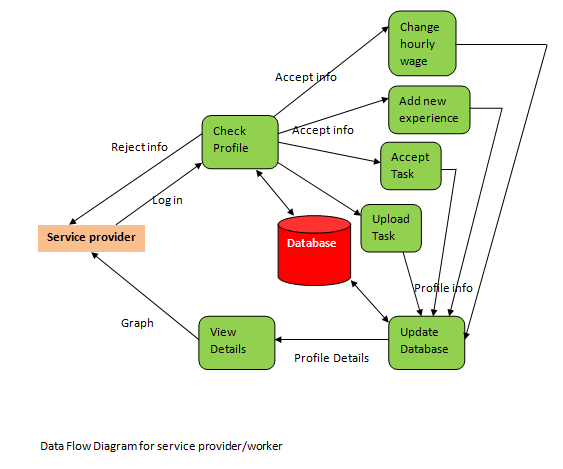 Change
hourly
wage
Accept info
Add new
experience
Accept info
Check
Profile
Reject info
Accept
Task
Log in
Upload
Task
Service provider
Database
Profile info
Graph
View
Details
Update
Database
Profile Details
Data Flow Diagram for service provider/worker